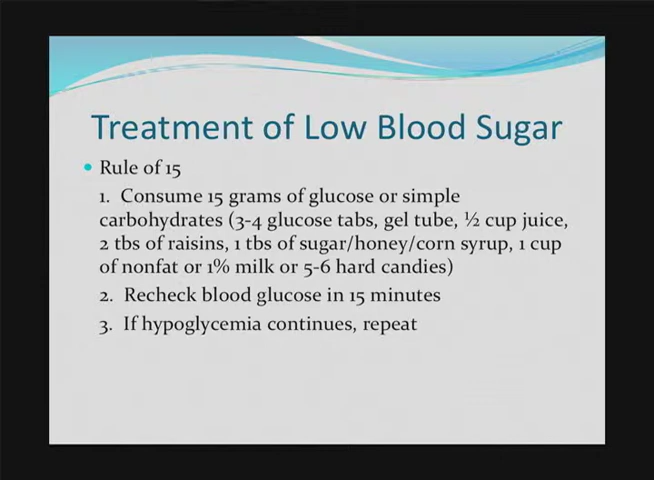 Treatment of Low Blood Sugar
• Rule of 15
1. Consume 15 grams of glucose or simple
carbohydrates (3-4 glucose tabs, gel tube, ½ cup juice,
2 tbs of raisins, 1 tbs of sugar/honey/corn syrup, 1 cup
of nonfat or 1% milk or 5-6 hard candies)
2. Recheck blood glucose in 15 minutes
3. If hypoglycemia continues, repeat